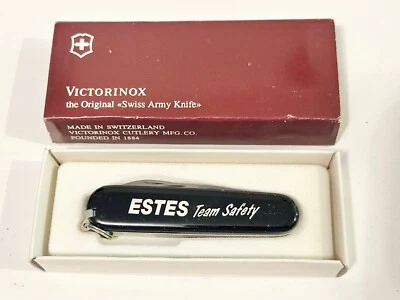 VICTORINOX
the Original «Swiss Army Knife»
MADE IN SWITZERLAND
VICTORINOX CUTLERY MFG. CO.
FOUNDED IN 1884
ESTES Team Safety